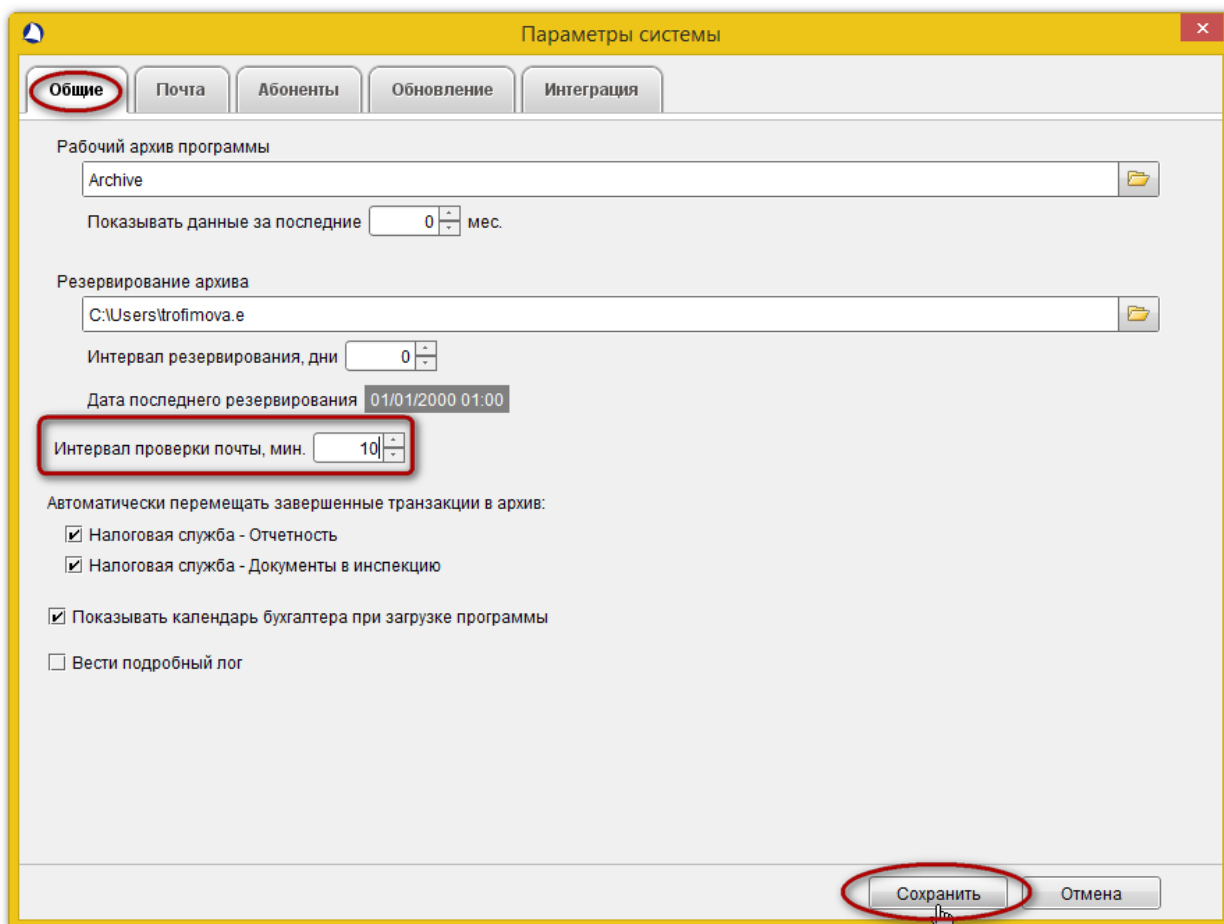 Параметры системы
Общие Почта Абоненты Обновление Интеграция
Рабочий архив программы
Archive
Показывать данные за последние 0 мес.
Резервирование архива
C:\Users\trofimova.e
Интервал резервирования, дни 0
Дата последнего резервирования 01/01/2000 01:00
Интервал проверки почты, мин. 10
Автоматически перемещать завершенные транзакции в архив:
Налоговая служба - Отчетность
Налоговая служба - Документы в инспекцию
Показывать календарь бухгалтера при загрузке программы
Вести подробный лог
Сохранить Отмена